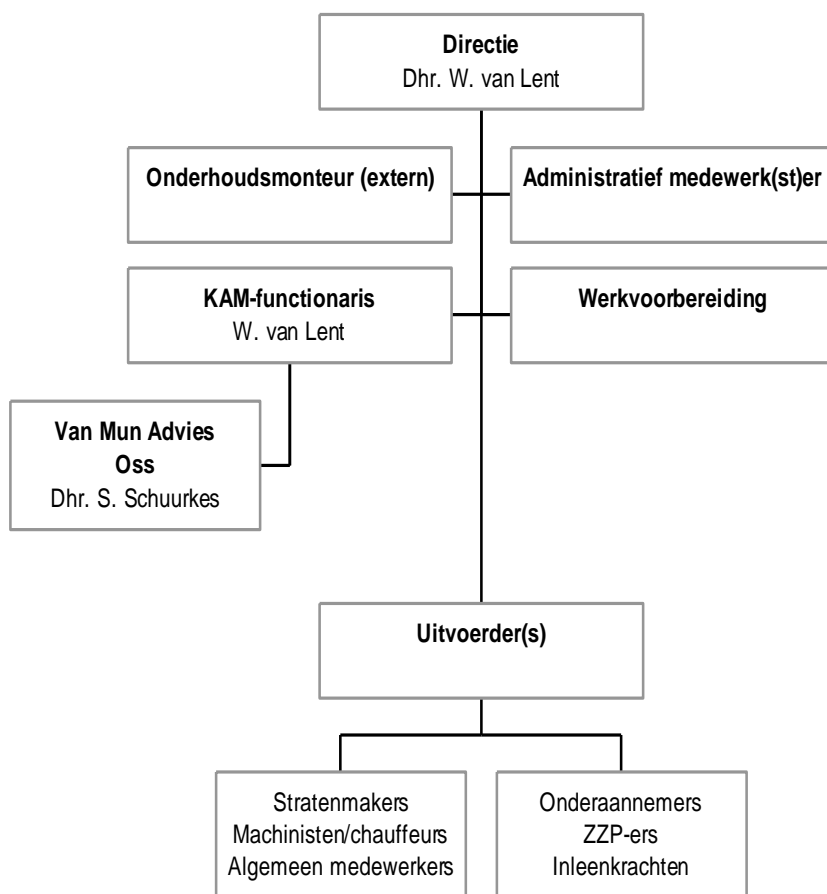 Directie
Dhr. W. van Lent
Onderhoudsmonteur (extern)
Administratief medewerk(st)er
KAM-functionaris
W. van Lent
Werkvoorbereiding
Van Mun Advies
Oss
Dhr. S. Schuurkes
Uitvoerder(s)
Stratenmakers
Machinisten/chauffeurs
Algemeen medewerkers
Onderaannemers
ZZP-ers
Inleenkrachten